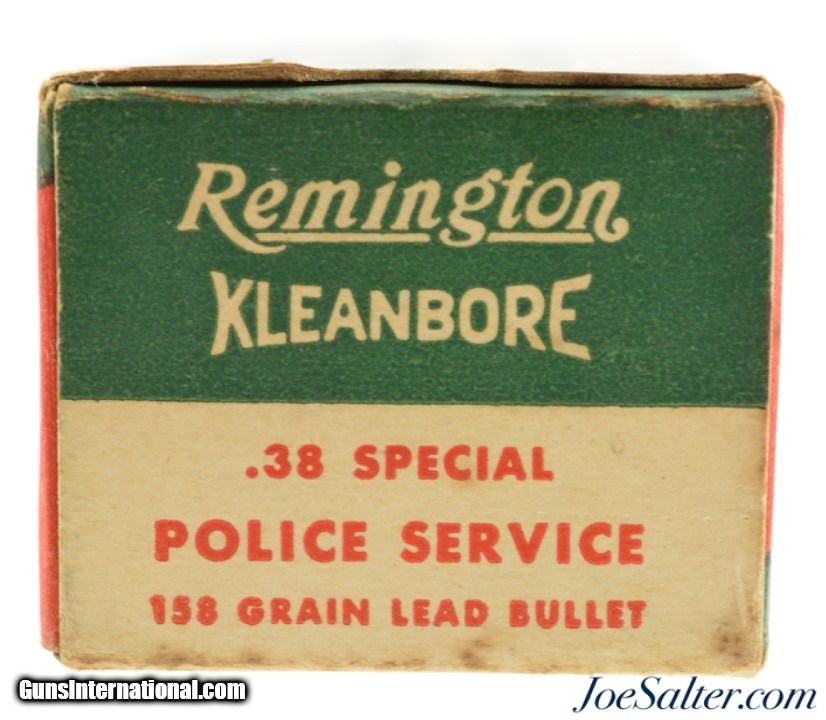 Remington
KLEANBORE
.38 SPECIAL
POLICE SERVICE
158 GRAIN LEAD BULLET
GunsInternational.com
JoeSalter.com